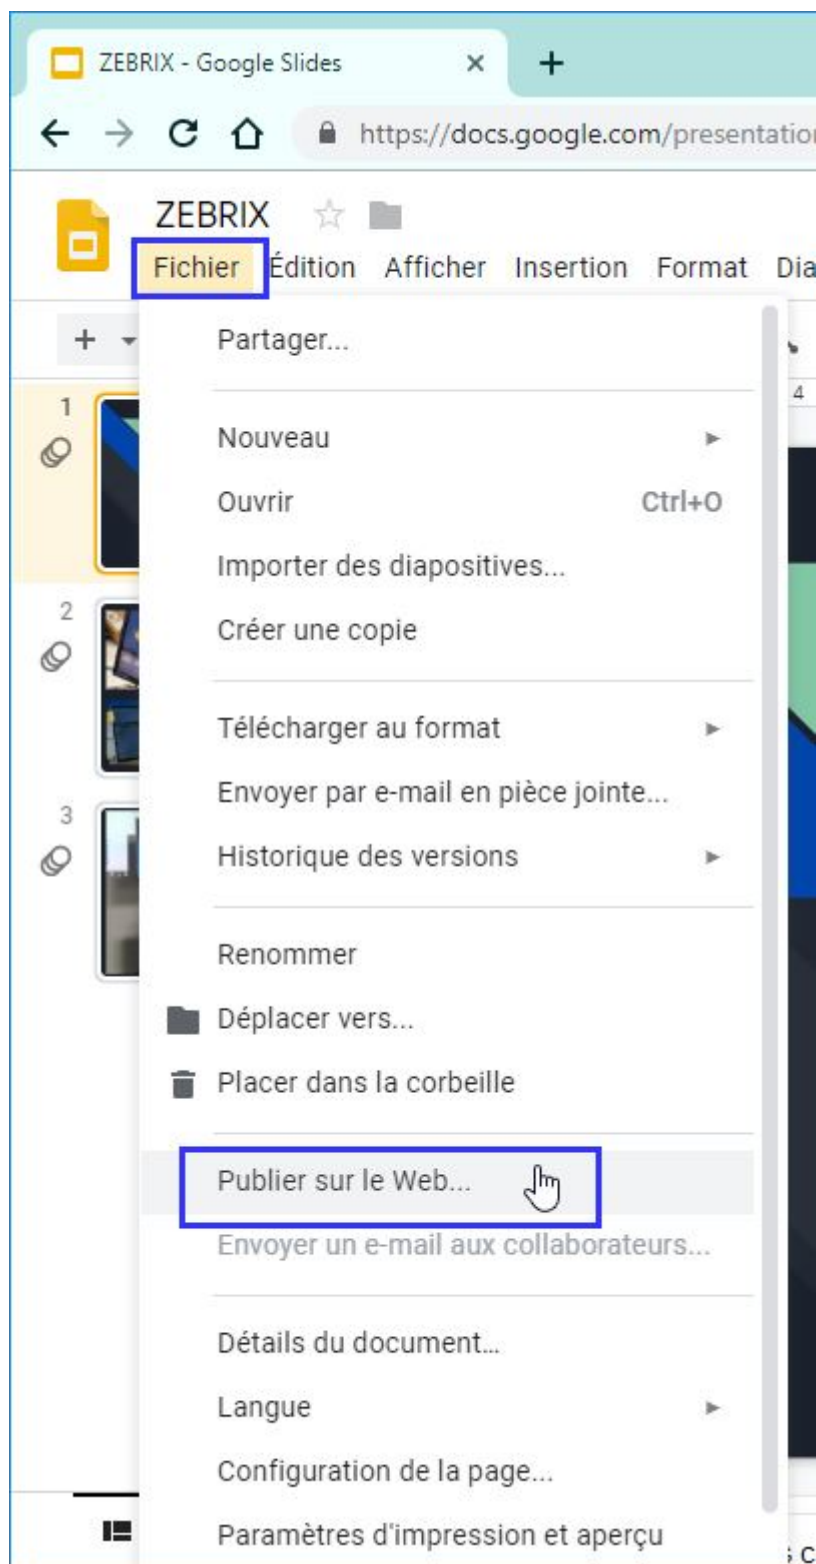 ZEBRIX - Google Slides
https://docs.google.com/presentation
ZEBRIX
Fichier Édition Afficher Insertion Format Dia
Partager...
4
1
Nouveau
Ouvrir Ctrl+O
Importer des diapositives...
2
Créer une copie
Télécharger au format
Envoyer par e-mail en pièce jointe...
3
Historique des versions
Renommer
Déplacer vers...
Placer dans la corbeille
Publier sur le Web...
Envoyer un e-mail aux collaborateurs...
Détails du document...
Langue
Configuration de la page...
Paramètres d'impression et aperçu